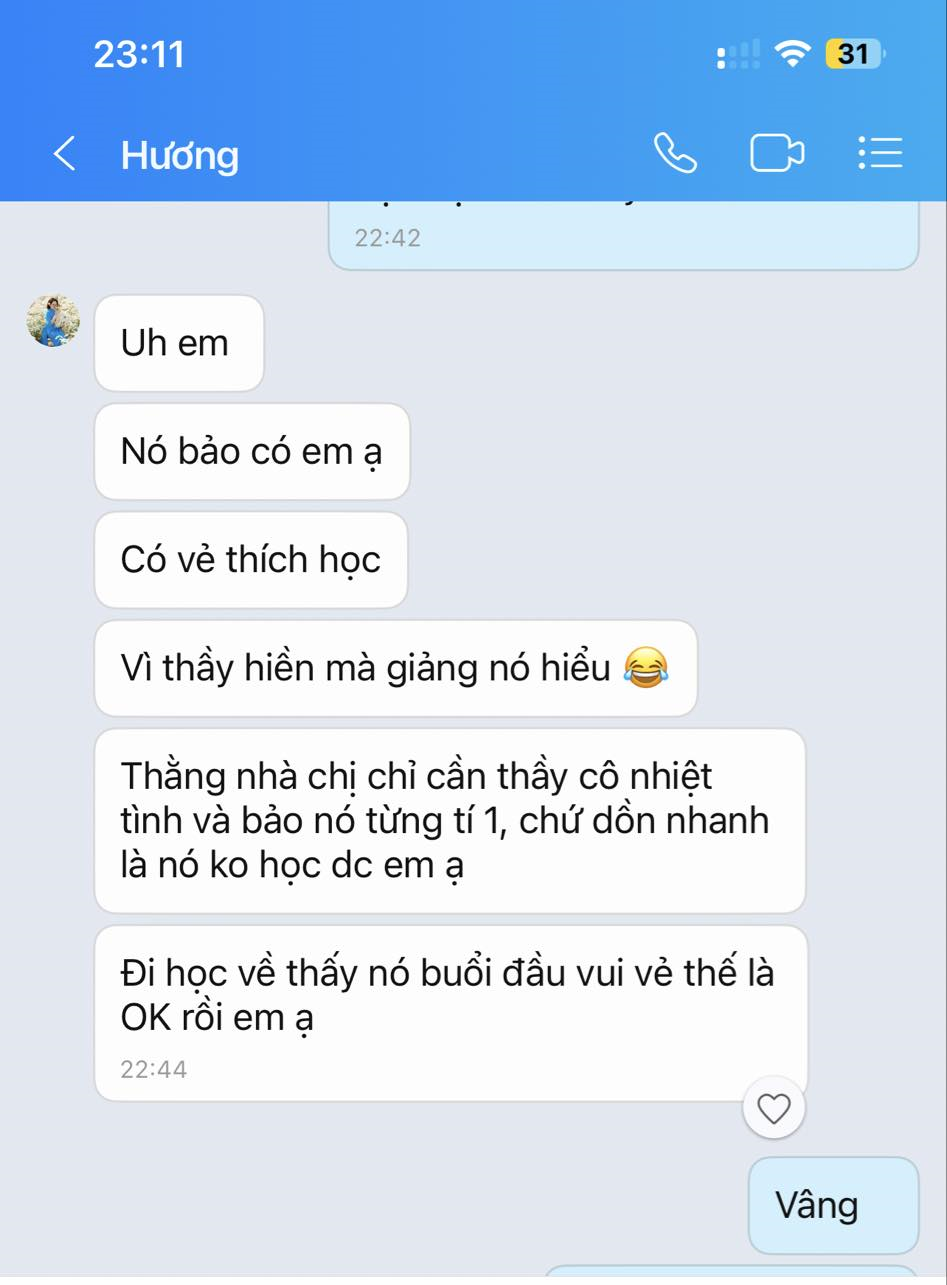 23:11
31
Hương
22:42
Uh em
Nó bảo có em ạ
Có vẻ thích học
Vì thầy hiền mà giảng nó hiểu 😂
Thằng nhà chị chỉ cần thầy cô nhiệt
tình và bảo nó từng tí 1, chứ dồn nhanh
là nó ko học dc em ạ
Đi học về thấy nó buổi đầu vui vẻ thế là
OK rồi em ạ
22:44
Vâng